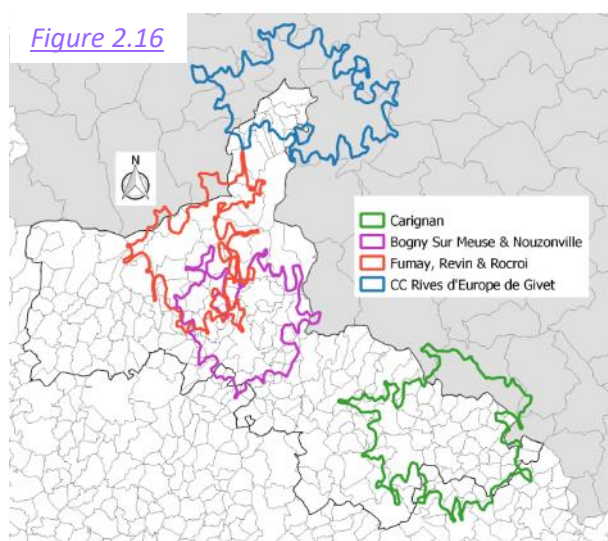 Figure 2.16
N
Carignan
Bogny Sur Meuse & Nouzonville
Fumay, Revin & Rocroi
CC Rives d'Europe de Givet